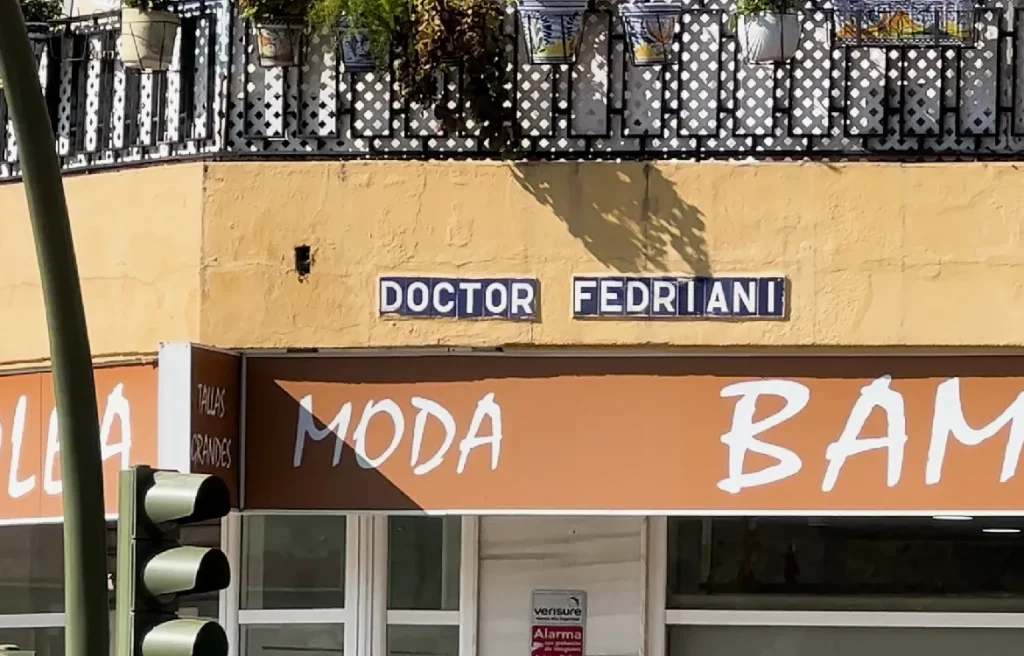 DOCTOR FEDRIANI
TALLAS
GRANDES
MODA BAM
verisure
Alarma